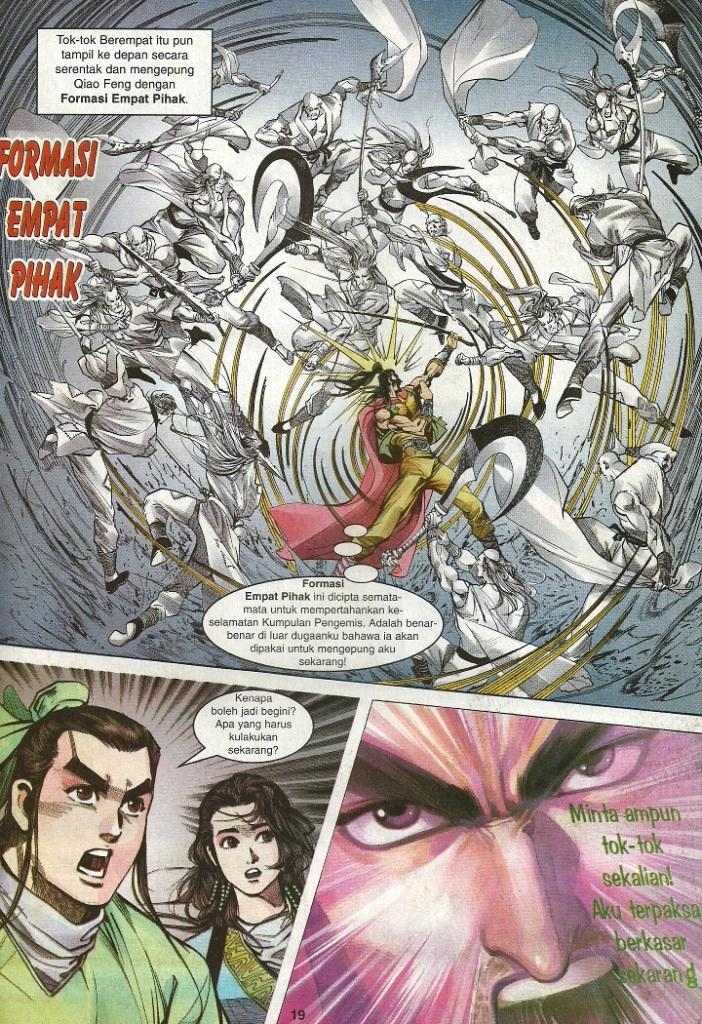 Tok-tok Berempat itu pun
tampil ke depan secara
serentak dan mengepung
Qiao Feng dengan
Formasi Empat Pihak.
FORMASI
EMPAT
PIHAK
Formasi
Empat Pihak ini dicipta semata-
mata untuk mempertahankan ke-
selamatan Kumpulan Pengemis. Adalah benar-
benar di luar dugaanku bahawa ia akan
dipakai untuk mengepung aku
sekarang!
Kenapa
boleh jadi begini?
Apa yang harus
kulakukan
sekarang?
Minta ampun
tok-tok
sekalian!
Aku terpaksa
berkasar
sekarang
19